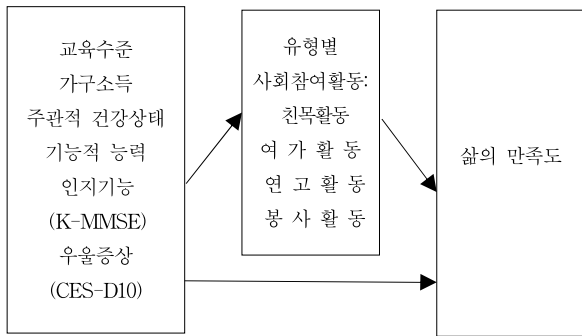 교육수준
가구소득
주관적 건강상태
기능적 능력
인지기능
(K-MMSE)
우울증상
(CES-D10)
유형별
사회참여활동:
친목활동
여 가 활 동
연 고 활 동
봉 사 활 동
삶의 만족도